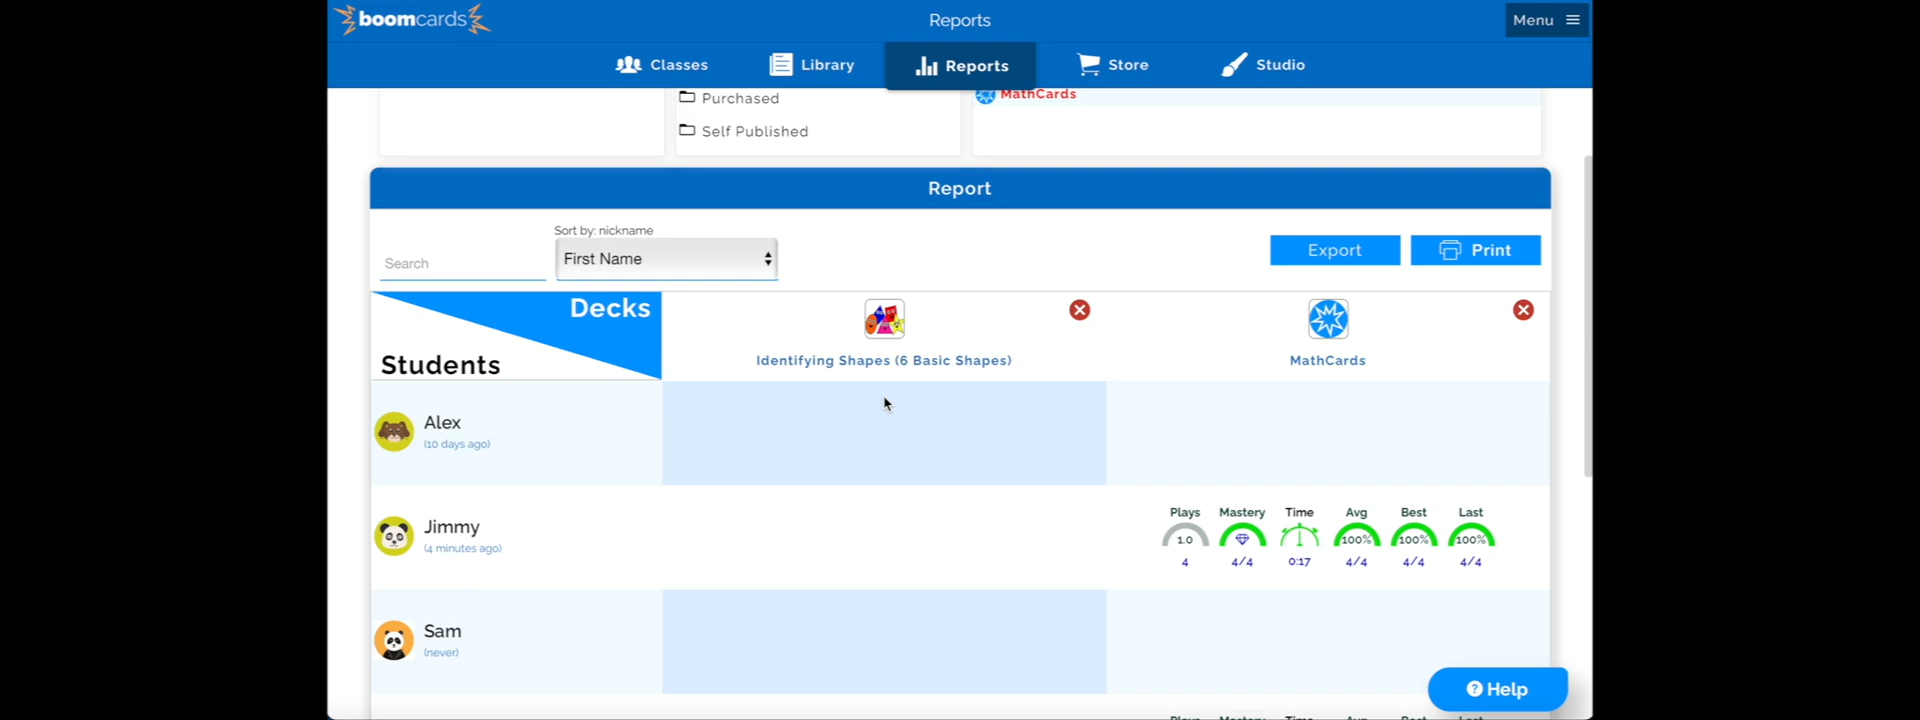 boomcards
Reports
Menu
Classes
Library
Reports
Store
Studio
Purchased
MathCards
Self Published
Report
Sort by: nickname
Search
First Name
Export
Print
Decks
Students
Identifying Shapes (6 Basic Shapes)
MathCards
Alex
(10 days ago)
Jimmy
(4 minutes ago)
Plays Mastery Time Avg Best Last
1.0 100% 100% 100%
4 4/4 0:17 4/4 4/4 4/4
Sam
(never)
? Help